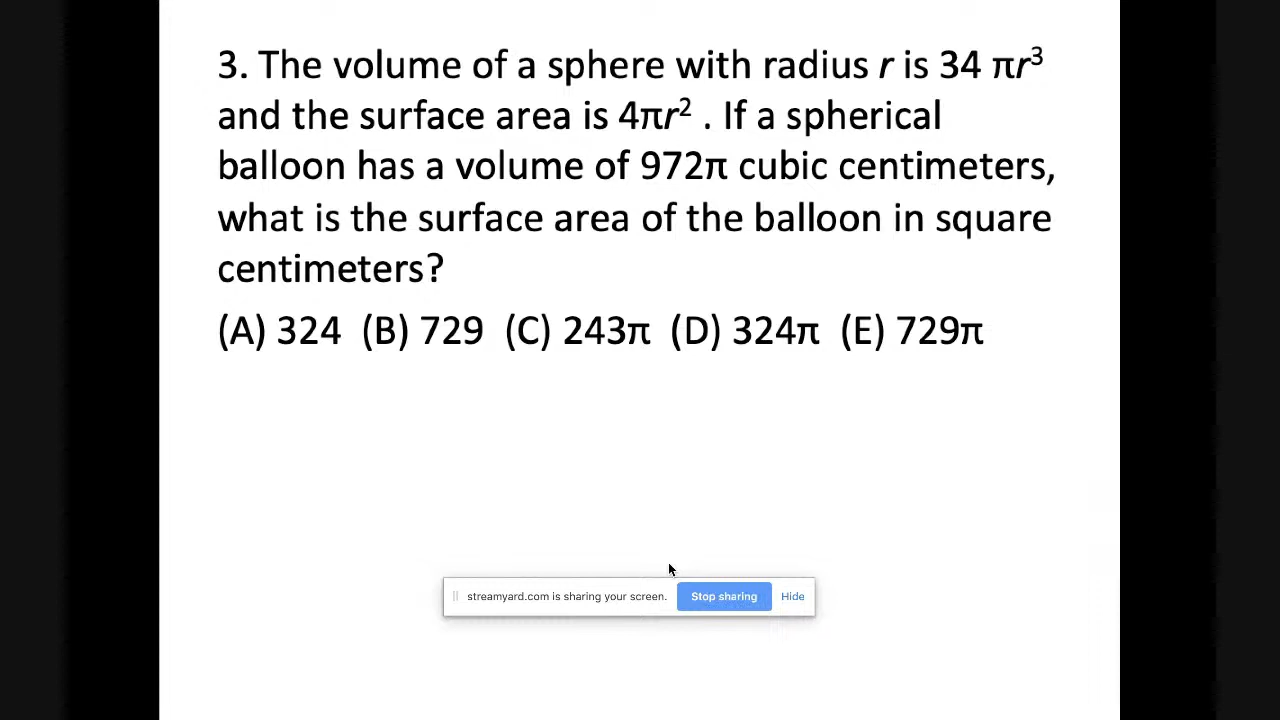 3. The volume of a sphere with radius r is 34 πr³
and the surface area is 4πr² . If a spherical
balloon has a volume of 972π cubic centimeters,
what is the surface area of the balloon in square
centimeters?
(A) 324 (B) 729 (C) 243π (D) 324π (E) 729π
streamyard.com is sharing your screen. Stop sharing Hide